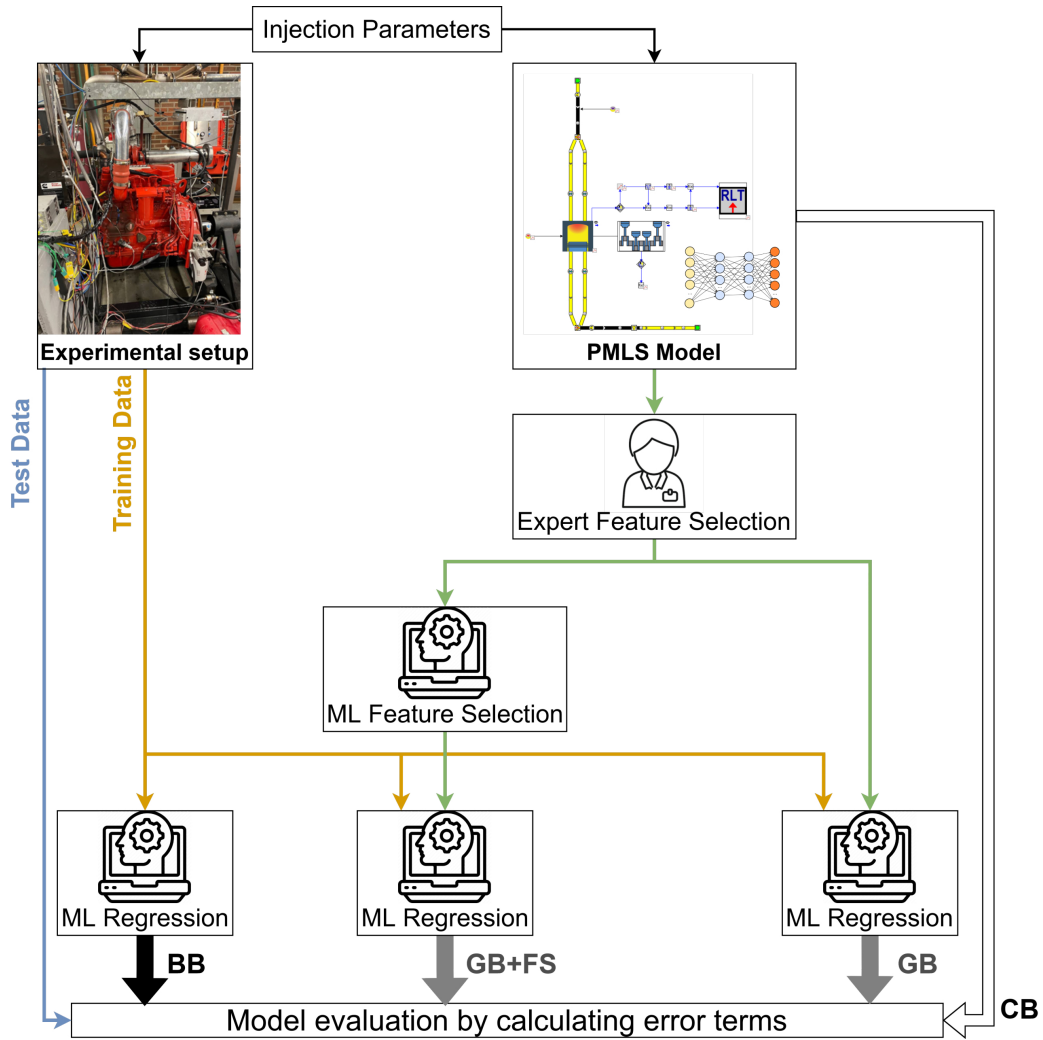 Injection Parameters
RLT
Experimental setup
PMLS Model
Test Data
Training Data
Expert Feature Selection
ML Feature Selection
ML Regression
ML Regression
ML Regression
BB
GB+FS
GB
CB
Model evaluation by calculating error terms